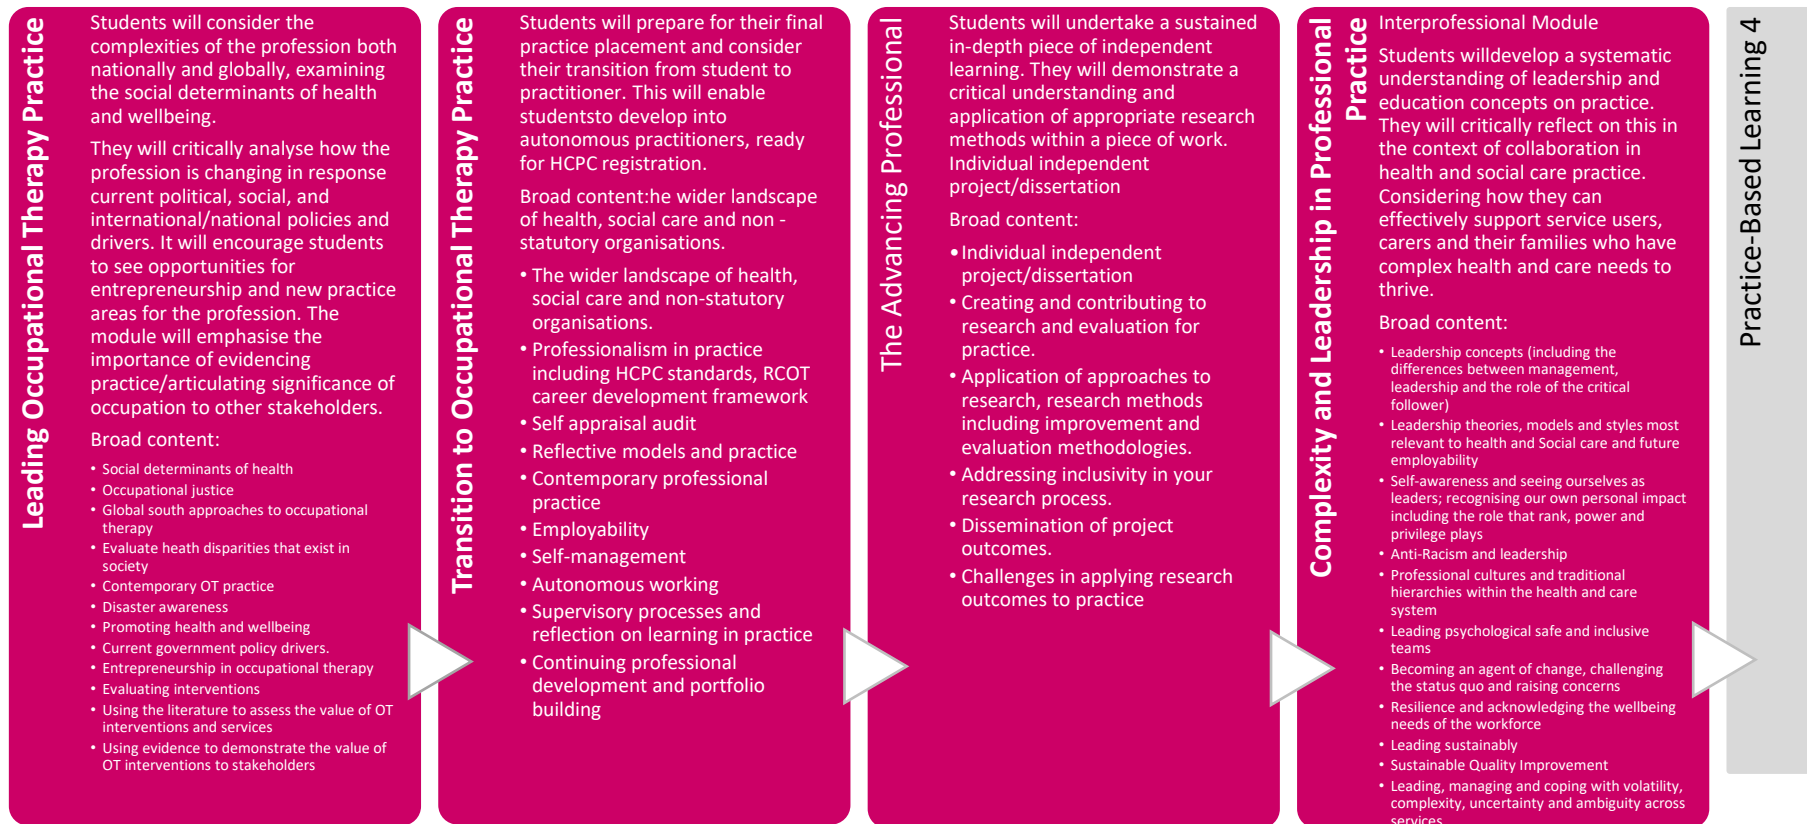 Leading Occupational Therapy Practice
Students will consider the
complexities of the profession both
nationally and globally, examining
the social determinants of health
and wellbeing.
They will critically analyse how the
profession is changing in response
current political, social, and
international/national policies and
drivers. It will encourage students
to see opportunities for
entrepreneurship and new practice
areas for the profession. The
module will emphasise the
importance of evidencing
practice/articulating significance of
occupation to other stakeholders.
Broad content:
• Social determinants of health
• Occupational justice
• Global south approaches to occupational
therapy
• Evaluate heath disparities that exist in
society
• Contemporary OT practice
• Disaster awareness
• Promoting health and wellbeing
• Current government policy drivers.
• Entrepreneurship in occupational therapy
• Evaluating interventions
• Using the literature to assess the value of OT
interventions and services
• Using evidence to demonstrate the value of
OT interventions to stakeholders
Transition to Occupational Therapy Practice
Students will prepare for their final
practice placement and consider
their transition from student to
practitioner. This will enable
studentsto develop into
autonomous practitioners, ready
for HCPC registration.
Broad content:he wider landscape
of health, social care and non -
statutory organisations.
• The wider landscape of health,
social care and non-statutory
organisations.
• Professionalism in practice
including HCPC standards, RCOT
career development framework
• Self appraisal audit
• Reflective models and practice
• Contemporary professional
practice
• Employability
• Self-management
• Autonomous working
• Supervisory processes and
reflection on learning in practice
• Continuing professional
development and portfolio
building
The Advancing Professional
Students will undertake a sustained
in-depth piece of independent
learning. They will demonstrate a
critical understanding and
application of appropriate research
methods within a piece of work.
Individual independent
project/dissertation
Broad content:
• Individual independent
project/dissertation
• Creating and contributing to
research and evaluation for
practice.
• Application of approaches to
research, research methods
including improvement and
evaluation methodologies.
• Addressing inclusivity in your
research process.
• Dissemination of project
outcomes.
• Challenges in applying research
outcomes to practice
Complexity and Leadership in Professional
Practice
Interprofessional Module
Students willdevelop a systematic
understanding of leadership and
education concepts on practice.
They will critically reflect on this in
the context of collaboration in
health and social care practice.
Considering how they can
effectively support service users,
carers and their families who have
complex health and care needs to
thrive.
Broad content:
• Leadership concepts (including the
differences between management,
leadership and the role of the critical
follower)
• Leadership theories, models and styles most
relevant to health and Social care and future
employability
• Self-awareness and seeing ourselves as
leaders; recognising our own personal impact
including the role that rank, power and
privilege plays
• Anti-Racism and leadership
• Professional cultures and traditional
hierarchies within the health and care
system
• Leading psychological safe and inclusive
teams
• Becoming an agent of change, challenging
the status quo and raising concerns
• Resilience and acknowledging the wellbeing
needs of the workforce
• Leading sustainably
• Sustainable Quality Improvement
• Leading, managing and coping with volatility,
complexity, uncertainty and ambiguity across
services
Practice-Based Learning 4